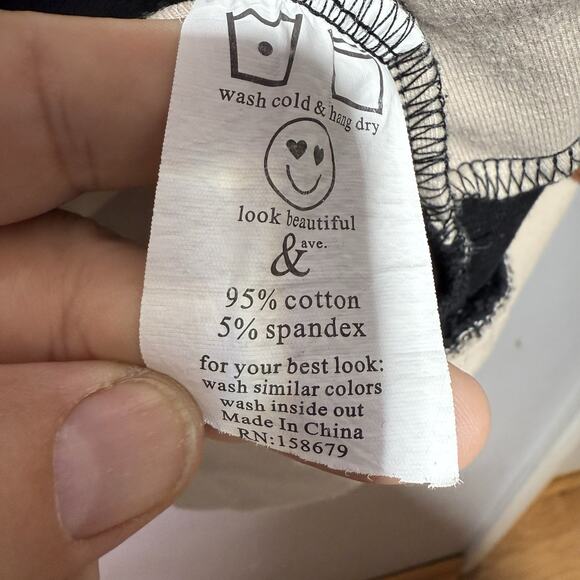 wash cold & hang dry
look beautiful
& ave.
95% cotton
5% spandex
for your best look:
wash similar colors
wash inside out
Made In China
RN:158679